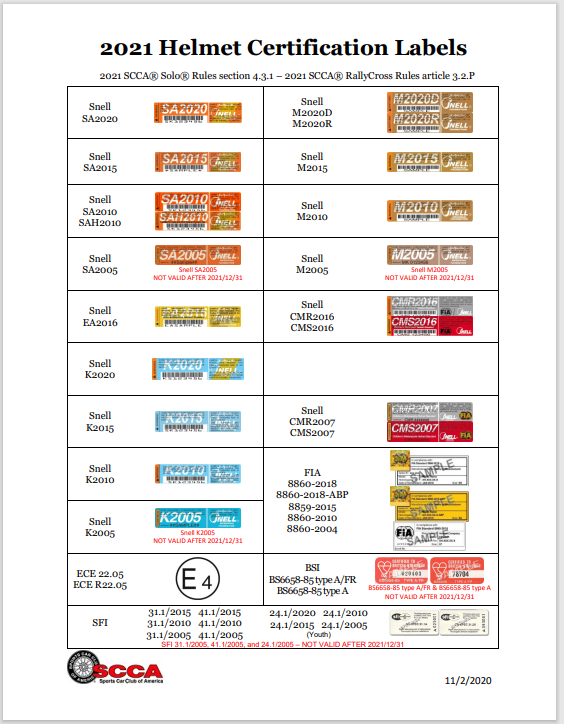 2021 Helmet Certification Labels
2021 SCCA® Solo® Rules section 4.3.1 – 2021 SCCA® RallyCross Rules article 3.2.P
Snell
SA2020
SA2020 SNELL
Snell
M2020D
M2020R
M2020D SNELL
M2020R
Snell
SA2015
SA2015 SNELL
Snell
M2015
M2015 SNELL
Snell
SA2010
SAH2010
SA2010 SNELL
SAH2010
Snell
M2010
M2010 SNELL
Snell
SA2005
SA2005 SNELL
Snell SA2005
NOT VALID AFTER 2021/12/31
Snell
M2005
M2005 SNELL
Snell M2005
NOT VALID AFTER 2021/12/31
Snell
EA2016
Snell
CMR2016
CMS2016
CMR2016
CMS2016 FIA SNELL
Snell
K2020
K2020 SNELL
Snell
K2015
K2015 SNELL
Snell
CMR2007
CMS2007
CMR2007 SNELL FIA
CMS2007 SNELL FIA
Snell
K2010
K2010 SNELL
Snell
K2005
K2005 SNELL
Snell K2005
NOT VALID AFTER 2021/12/31
FIA
8860-2018
8860-2018-ABP
8859-2015
8860-2010
8860-2004
SAMPLE
SAMPLE
FIA SAMPLE
ECE 22.05
ECE R22.05
E4
BSI
BS6658-85 type A/FR
BS6658-85 type A
78704
BS6658-85 type A/FR & BS6658-85 type A
NOT VALID AFTER 2021/12/31
SFI
31.1/2015 41.1/2015
31.1/2010 41.1/2010
31.1/2005 41.1/2005
24.1/2020 24.1/2010
24.1/2015 24.1/2005
(Youth)
SFI 31.1/2005, 41.1/2005, and 24.1/2005 – NOT VALID AFTER 2021/12/31
SCCA
Sports Car Club of America
11/2/2020